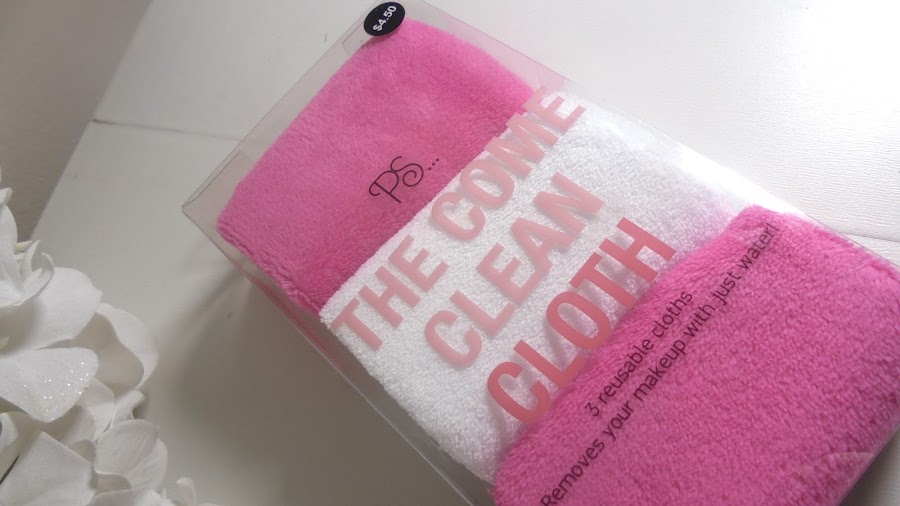 $4.50
PS...
THE COME
CLEAN
CLOTH
3 reusable cloths
Removes your makeup with just water!